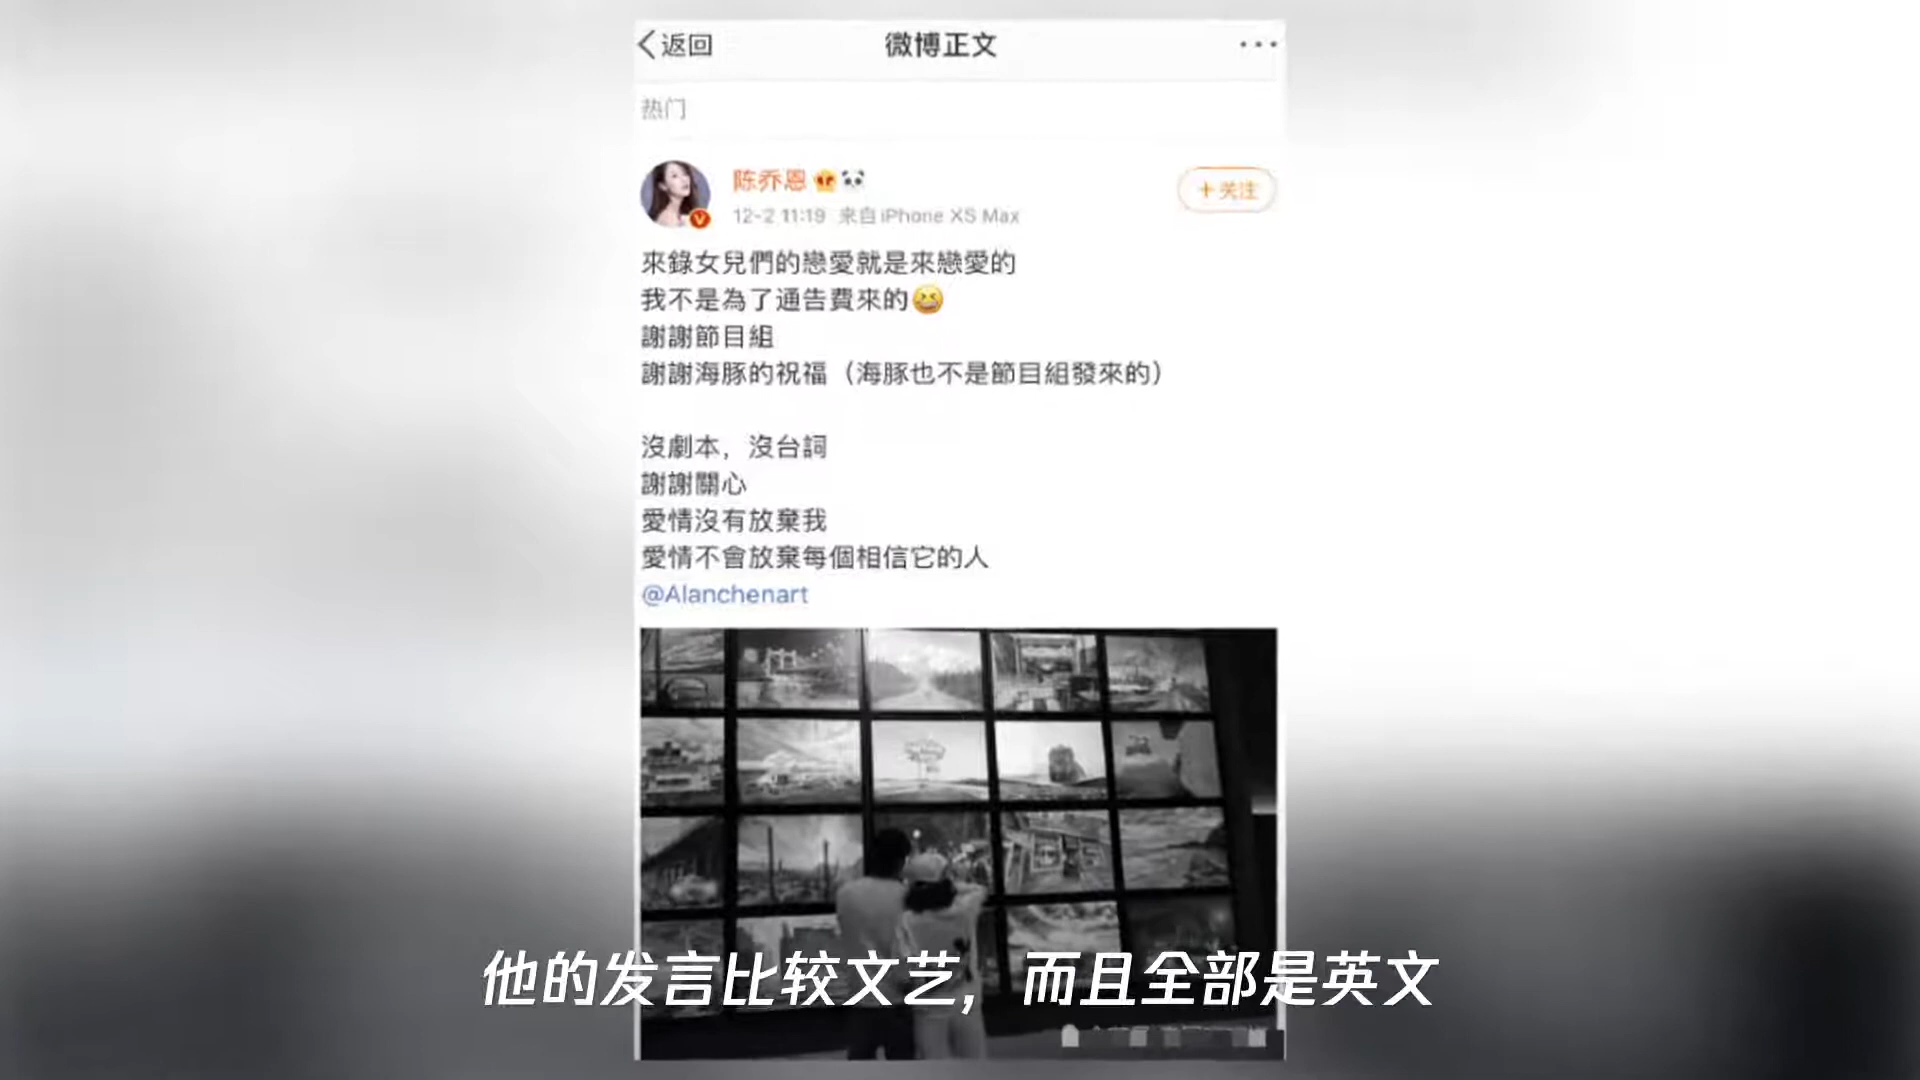 返回
微博正文
热门
陈乔恩
+关注
12-2 11:19 来自 iPhone XS Max
來錄女兒們的戀愛就是來戀愛的
我不是為了通告費來的
謝謝節目組
謝謝海豚的祝福（海豚也不是節目組發來的）
沒劇本，沒台詞
謝謝關心
愛情沒有放棄我
愛情不會放棄每個相信它的人
@Alanchenart
他的发言比较文艺，而且全部是英文